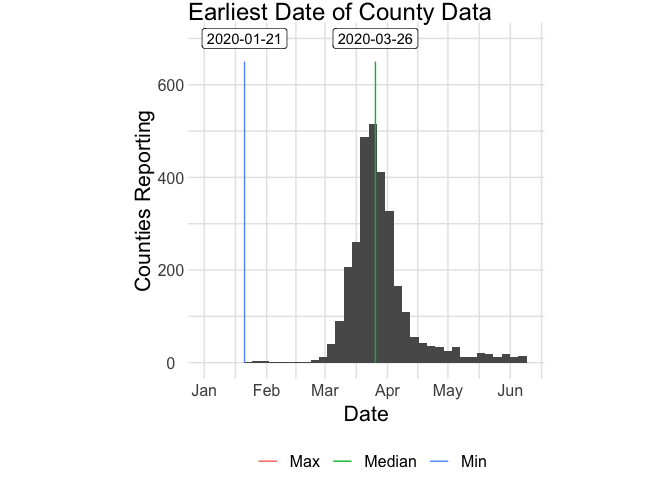 Earliest Date of County Data
2020-01-21 2020-03-26
600
400
200
0
Counties Reporting
Jan Feb Mar Apr May Jun
Date
Max Median Min